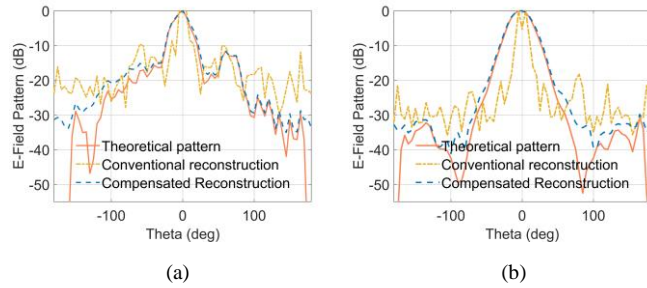 0
-10
-20
-30
-40
-50
E-Field Pattern (dB)
Theoretical pattern
Conventional reconstruction
Compensated Reconstruction
-100 0 100
Theta (deg)
(a)
0
-10
-20
-30
-40
-50
E-Field Pattern (dB)
Theoretical pattern
Conventional reconstruction
Compensated Reconstruction
-100 0 100
Theta (deg)
(b)